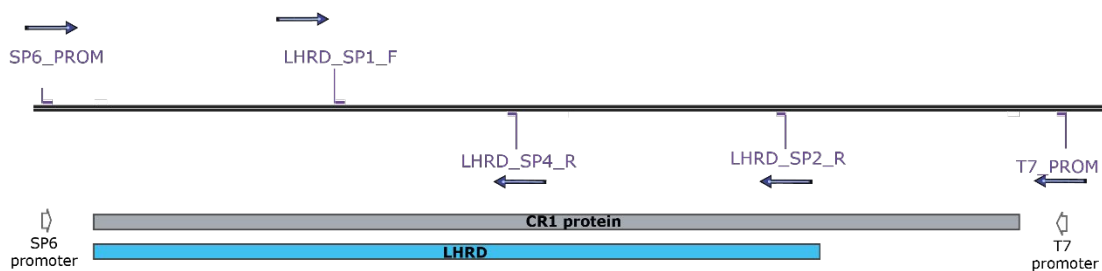 SP6_PROM
LHRD_SP1_F
LHRD_SP4_R
LHRD_SP2_R
T7_PROM
CR1 protein
SP6
promoter
T7
promoter
LHRD